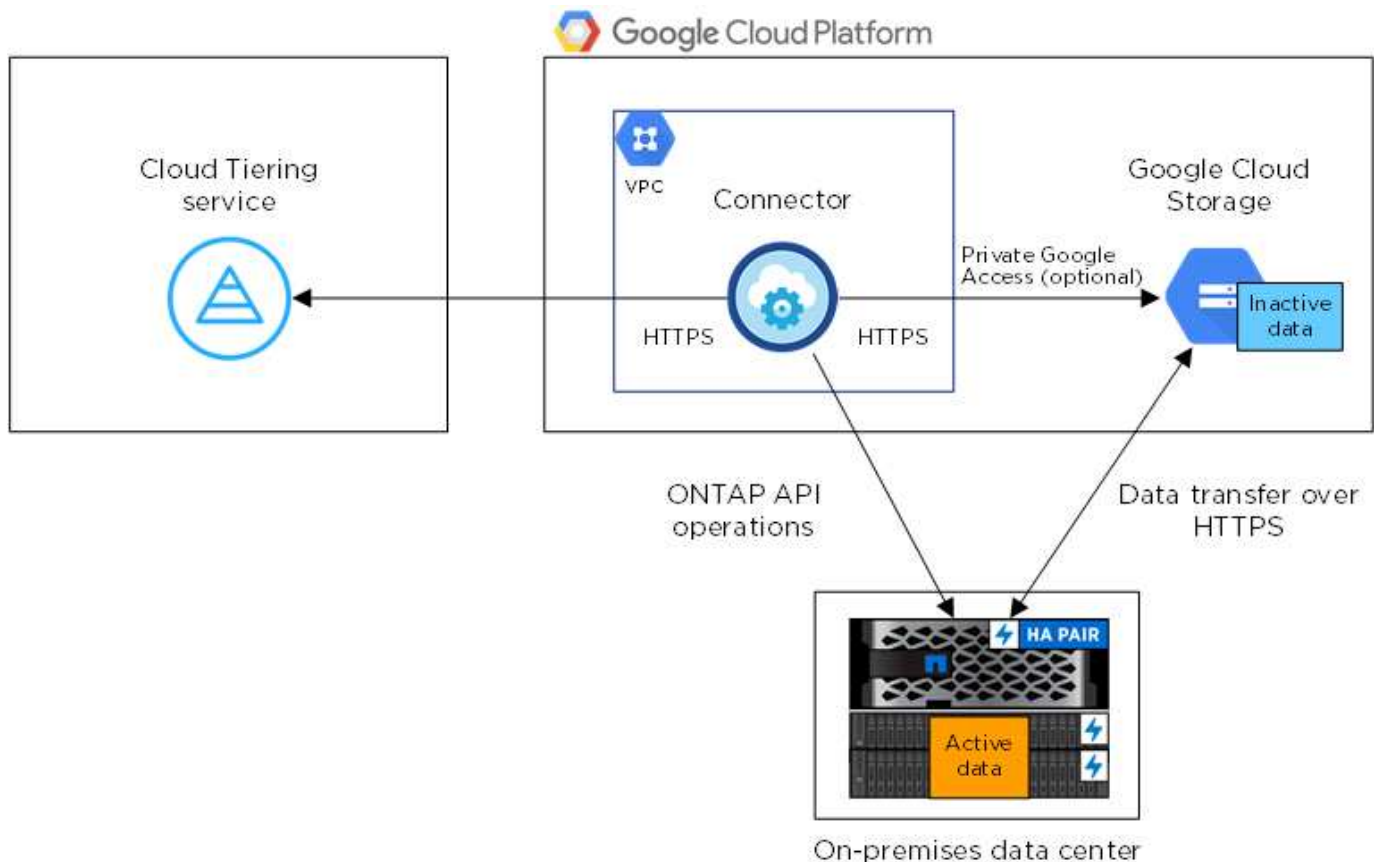 Google Cloud Platform
Cloud Tiering
service
VPC
Connector
Google Cloud
Storage
Private Google
Access (optional)
HTTPS
HTTPS
Inactive
data
ONTAP API
operations
Data transfer over
HTTPS
HA PAIR
Active
data
On-premises data center